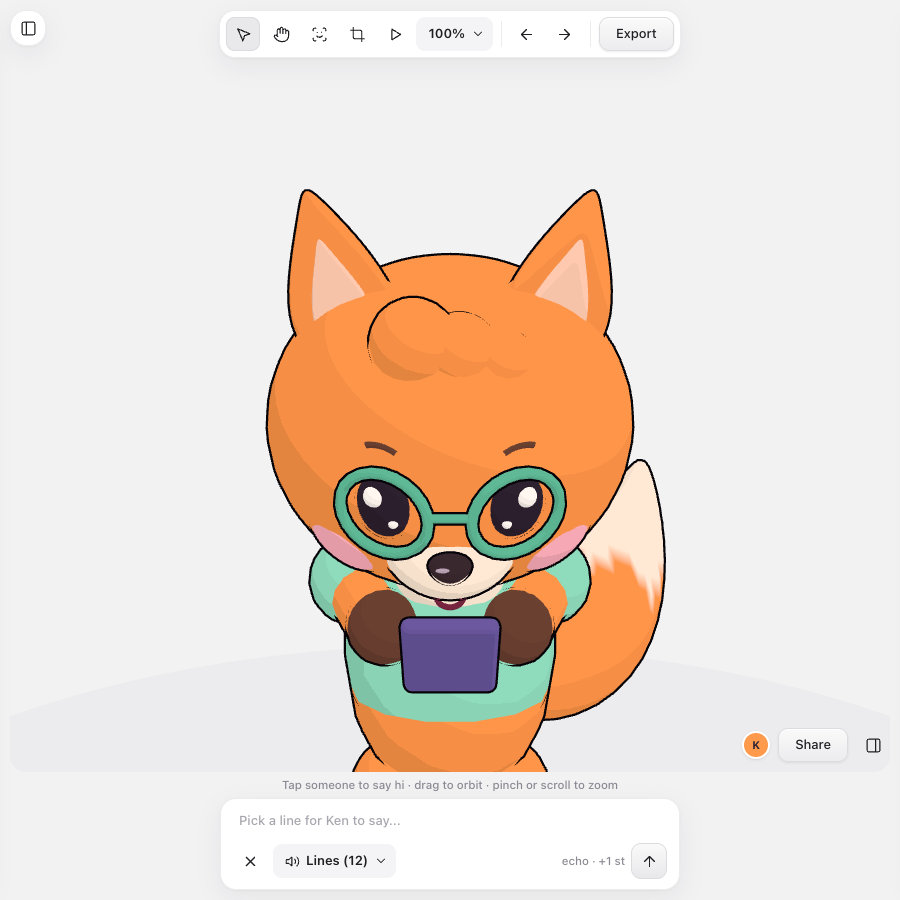 100%
Export
K
Share
Tap someone to say hi · drag to orbit · pinch or scroll to zoom
Pick a line for Ken to say...
Lines (12)
echo · +1 st